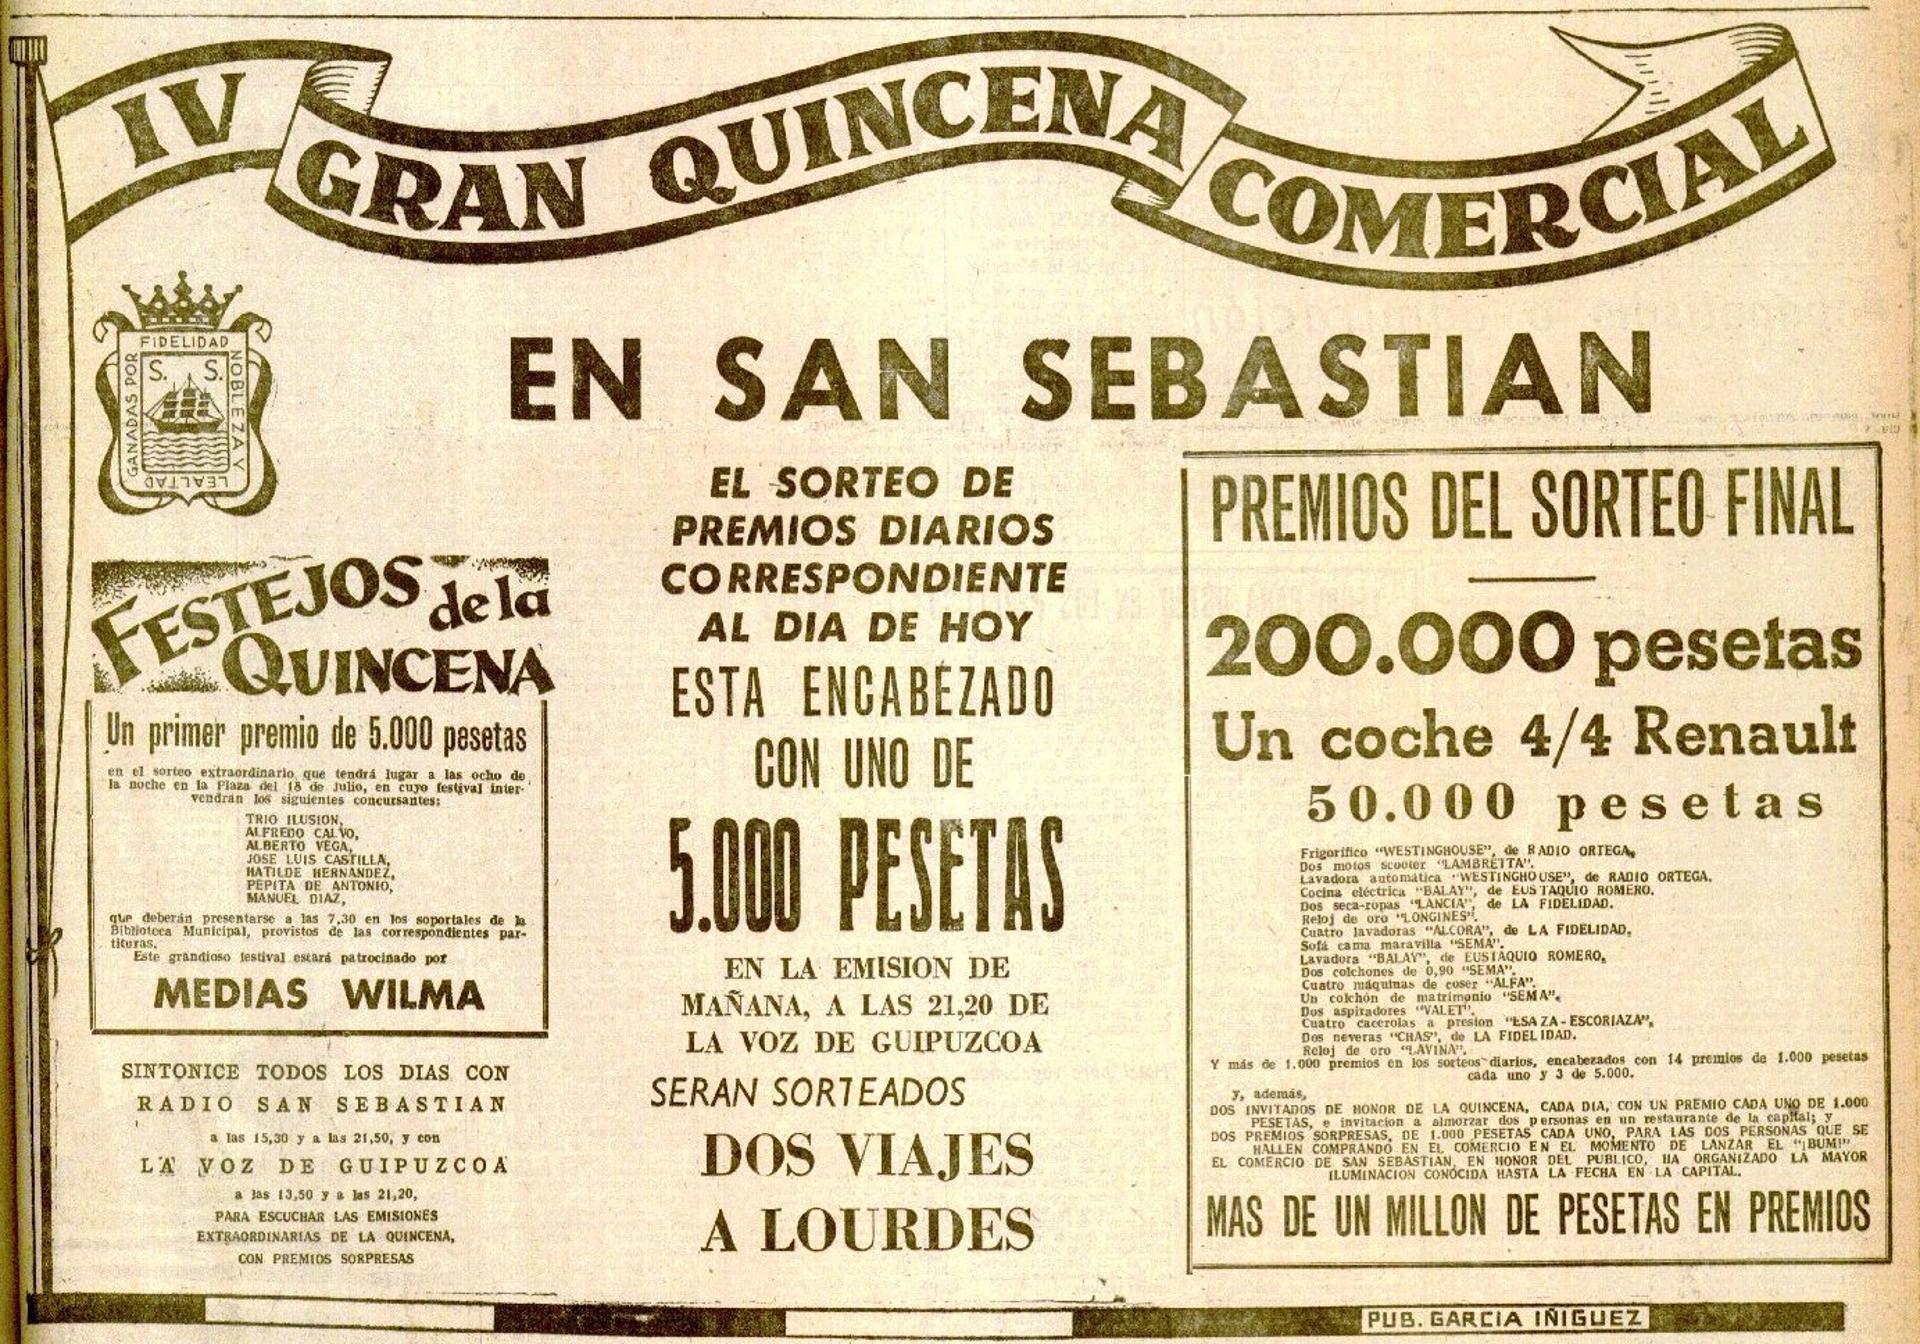 IV GRAN QUINCENA COMERCIAL
EN SAN SEBASTIAN
FIDELIDAD
GANADAS POR
S. S.
NOBLEZA Y
LEALTAD
FESTEJOS de la
QUINCENA
Un primer premio de 5.000 pesetas
en el sorteo extraordinario que tendrá lugar a las ocho de
la noche en la Plaza del 18 de Julio, en cuyo festival inter-
vendrán los siguientes concursantes:
TRIO ILUSION,
ALFREDO CALVO,
ALBERTO VEGA,
JOSE LUIS CASTILLA,
HATILDE HERNANDEZ,
PEPITA DE ANTONIO,
MANUEL DIAZ,
que deberán presentarse a las 7,30 en los soportales de la
Biblioteca Municipal, provistos de las correspondientes par-
tituras.
Este grandioso festival estará patrocinado por
MEDIAS WILMA
SINTONICE TODOS LOS DIAS CON
RADIO SAN SEBASTIAN
a las 15,30 y a las 21,50, y con
LA VOZ DE GUIPUZCOA
a las 13,50 y a las 21,20,
PARA ESCUCHAR LAS EMISIONES
EXTRAORDINARIAS DE LA QUINCENA,
CON PREMIOS SORPRESAS
EL SORTEO DE
PREMIOS DIARIOS
CORRESPONDIENTE
AL DIA DE HOY
ESTA ENCABEZADO
CON UNO DE
5.000 PESETAS
EN LA EMISION DE
MAÑANA, A LAS 21,20 DE
LA VOZ DE GUIPUZCOA
SERAN SORTEADOS
DOS VIAJES
A LOURDES
PREMIOS DEL SORTEO FINAL
200.000 pesetas
Un coche 4/4 Renault
50.000 pesetas
Frigorífico "WESTINGHOUSE", de RADIO ORTEGA,
Dos motos scooter "LAMBRETTA".
Lavadora automática "WESTINGHOUSE", de RADIO ORTEGA.
Cocina eléctrica "BALAY", de EUSTAQUIO ROMERO.
Dos seca-ropas "LANCIA", de LA FIDELIDAD.
Reloj de oro "LONGINES".
Cuatro lavadoras "ALCORA", de LA FIDELIDAD.
Sofá cama maravilla "SEMA".
Lavadora "BALAY", de EUSTAQUIO ROMERO,
Dos colchones de 0,90 "SEMA".
Cuatro máquinas de coser "ALFA".
Un colchón de matrimonio "SEMA".
Dos aspiradores "VALET".
Cuatro cacerolas a presión "ESAZA-ESCORIAZA",
Dos neveras "CHAS", de LA FIDELIDAD.
Reloj de oro "LAVINA".
Y más de 1.000 premios en los sorteos diarios, encabezados con 14 premios de 1.000 pesetas
cada uno y 3 de 5.000.
y, además,
DOS INVITADOS DE HONOR DE LA QUINCENA, CADA DIA, CON UN PREMIO CADA UNO DE 1.000
PESETAS, e invitación a almorzar dos personas en un restaurante de la capital; y
DOS PREMIOS SORPRESAS, DE 1.000 PESETAS CADA UNO, PARA LAS DOS PERSONAS QUE SE
HALLEN COMPRANDO EN EL COMERCIO EN EL MOMENTO DE LANZAR EL "¡BUM!"
EL COMERCIO DE SAN SEBASTIAN, EN HONOR DEL PUBLICO, HA ORGANIZADO LA MAYOR
ILUMINACION CONOCIDA HASTA LA FECHA EN LA CAPITAL.
MAS DE UN MILLON DE PESETAS EN PREMIOS
PUB. GARCIA IÑIGUEZ